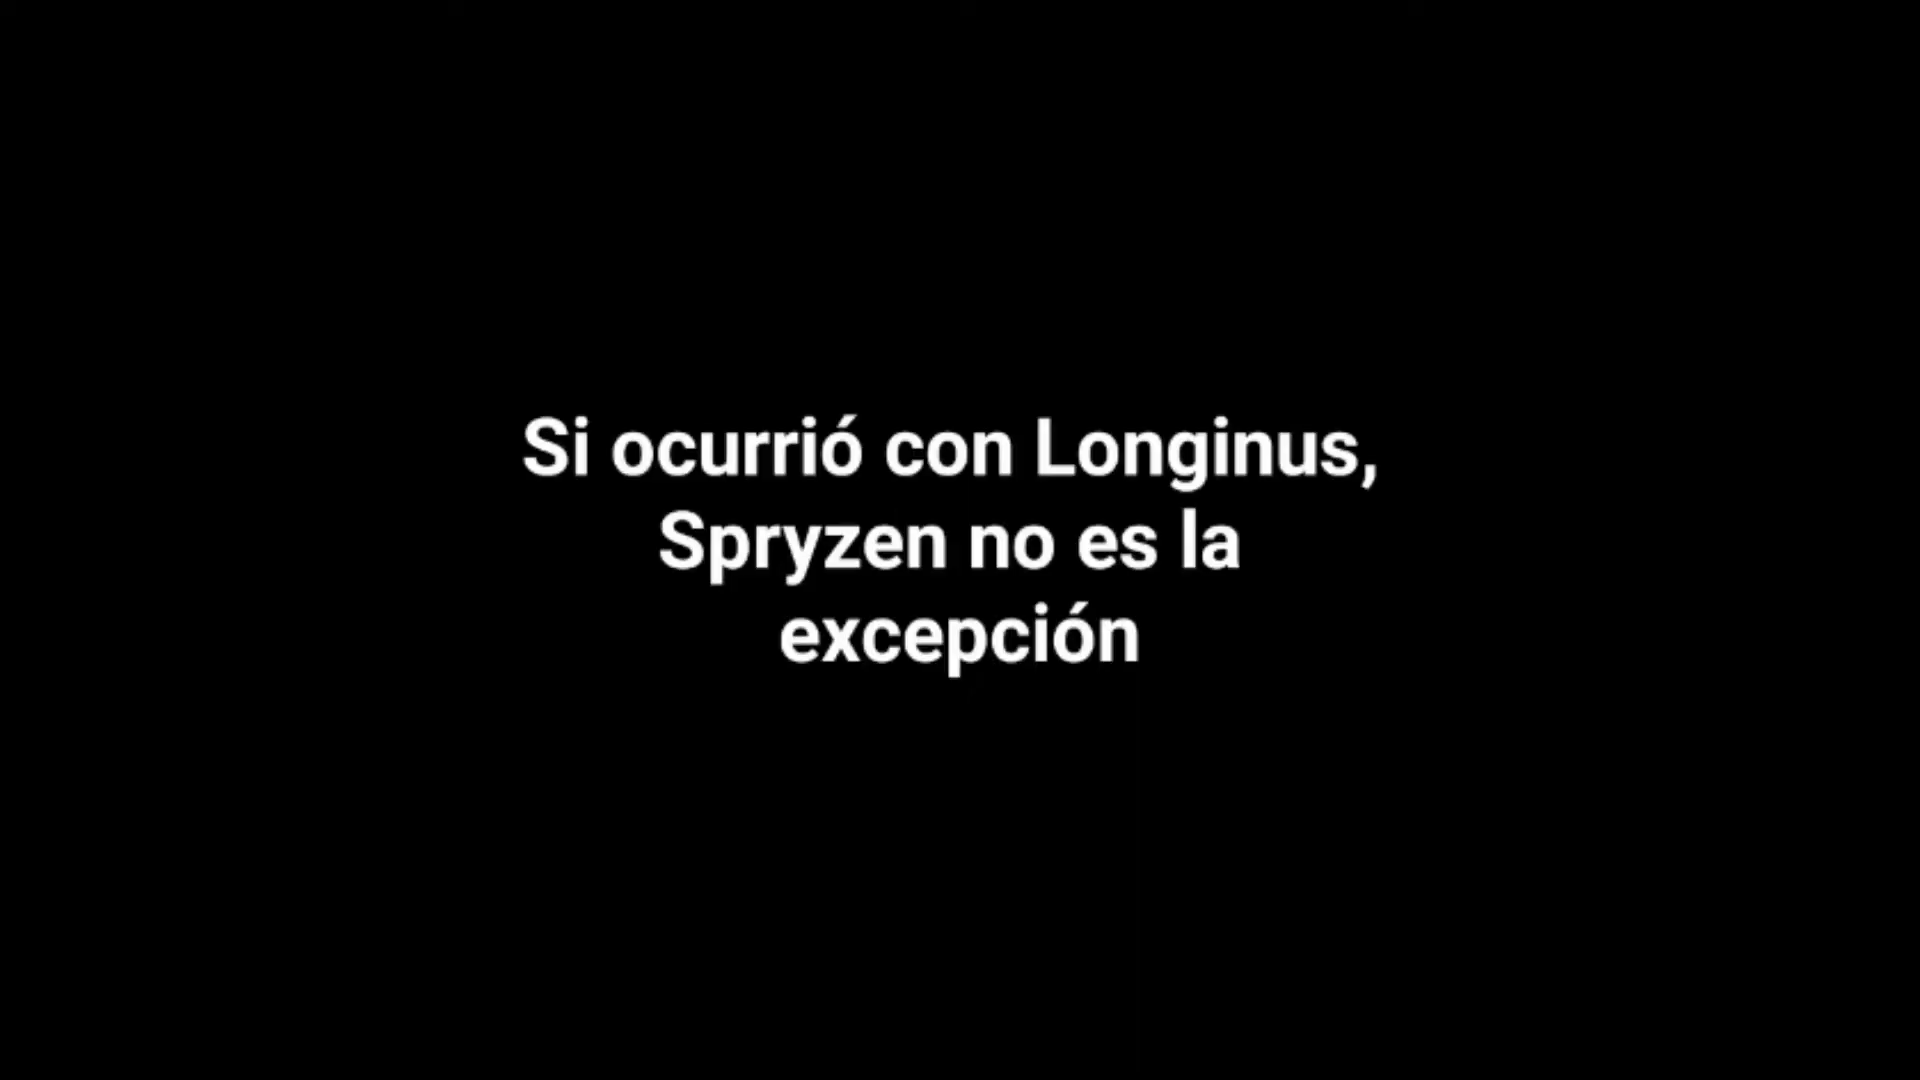 Si ocurrió con Longinus,
Spryzen no es la
excepción